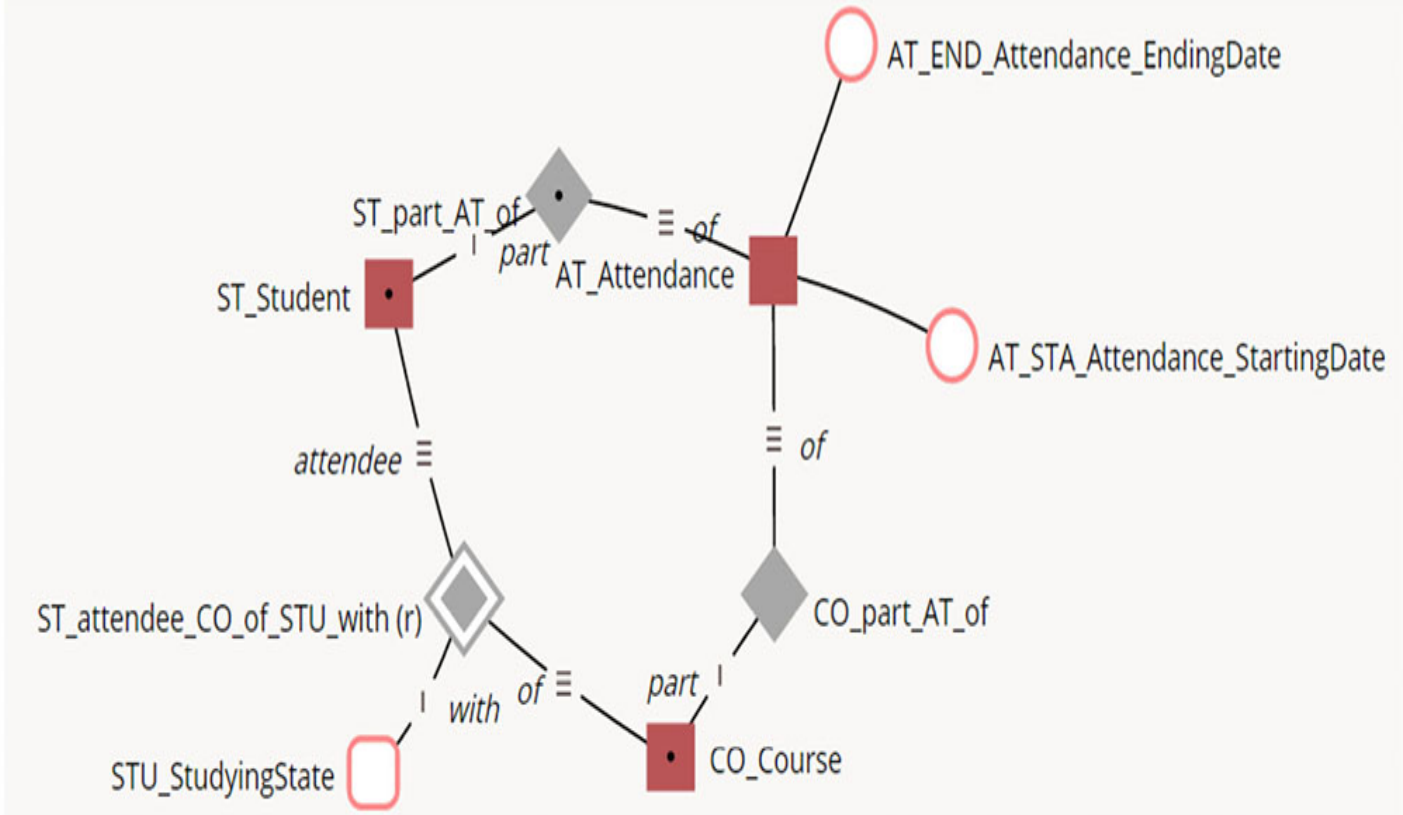 AT_END_Attendance_EndingDate
ST_part_AT_of
of
part
AT_Attendance
ST_Student
AT_STA_Attendance_StartingDate
attendee
of
ST_attendee_CO_of_STU_with (r)
CO_part_AT_of
part
of
with
CO_Course
STU_StudyingState